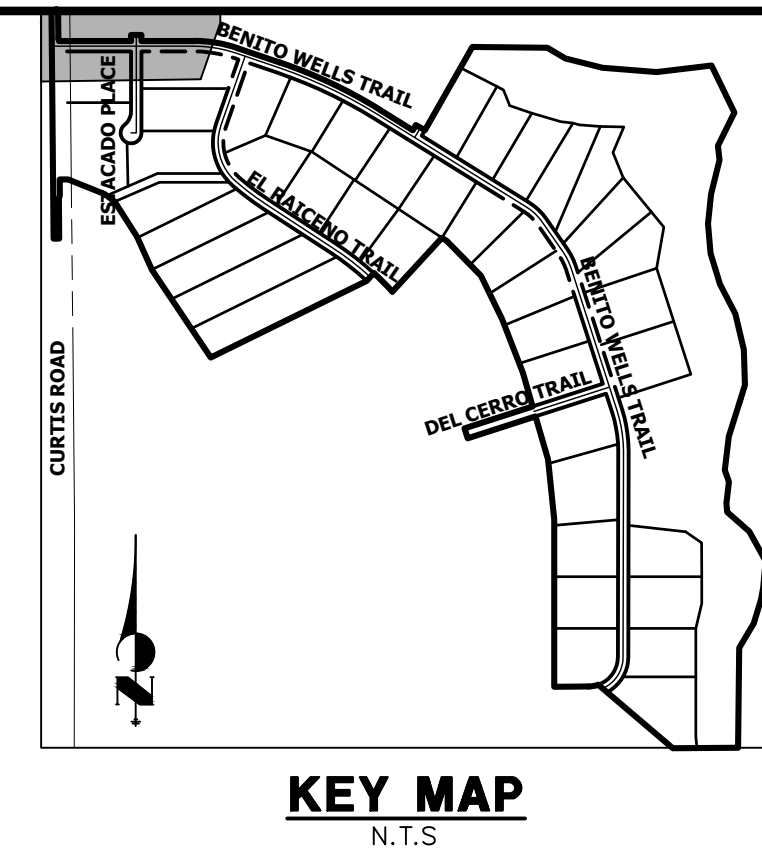 BENITO WELLS TRAIL
ESTACADO PLACE
EL RAICENO TRAIL
BENITO WELLS TRAIL
CURTIS ROAD
DEL CERRO TRAIL
N
KEY MAP
N.T.S